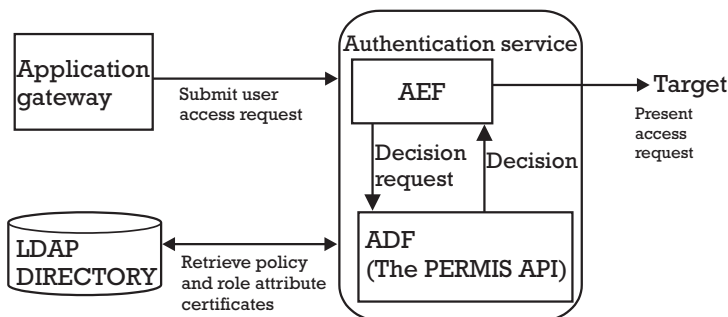 Authentication service
Application
gateway
Submit user
access request
AEF
Target
Present
access
request
Decision
request
Decision
LDAP
DIRECTORY
Retrieve policy
and role attribute
certificates
ADF
(The PERMIS API)